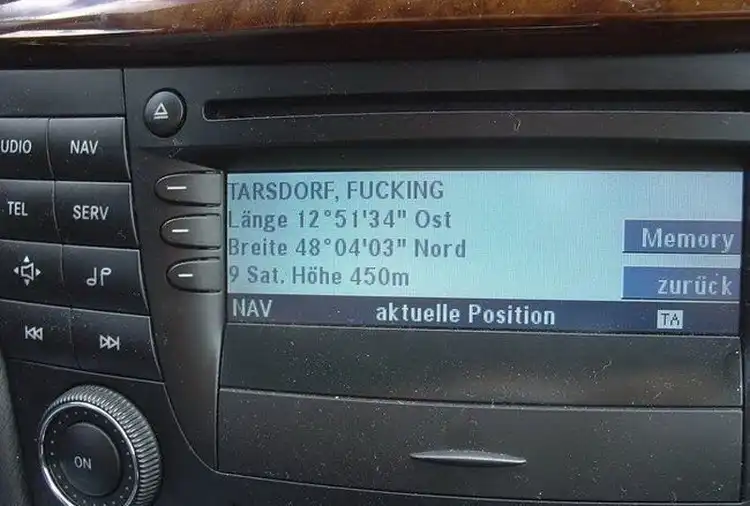 UDIO NAV
TEL SERV
ON
TARSDORF, FUCKING
Länge 12°51'34" Ost
Breite 48°04'03" Nord
9 Sat. Höhe 450m
Memory
zurück
NAV aktuelle Position TA